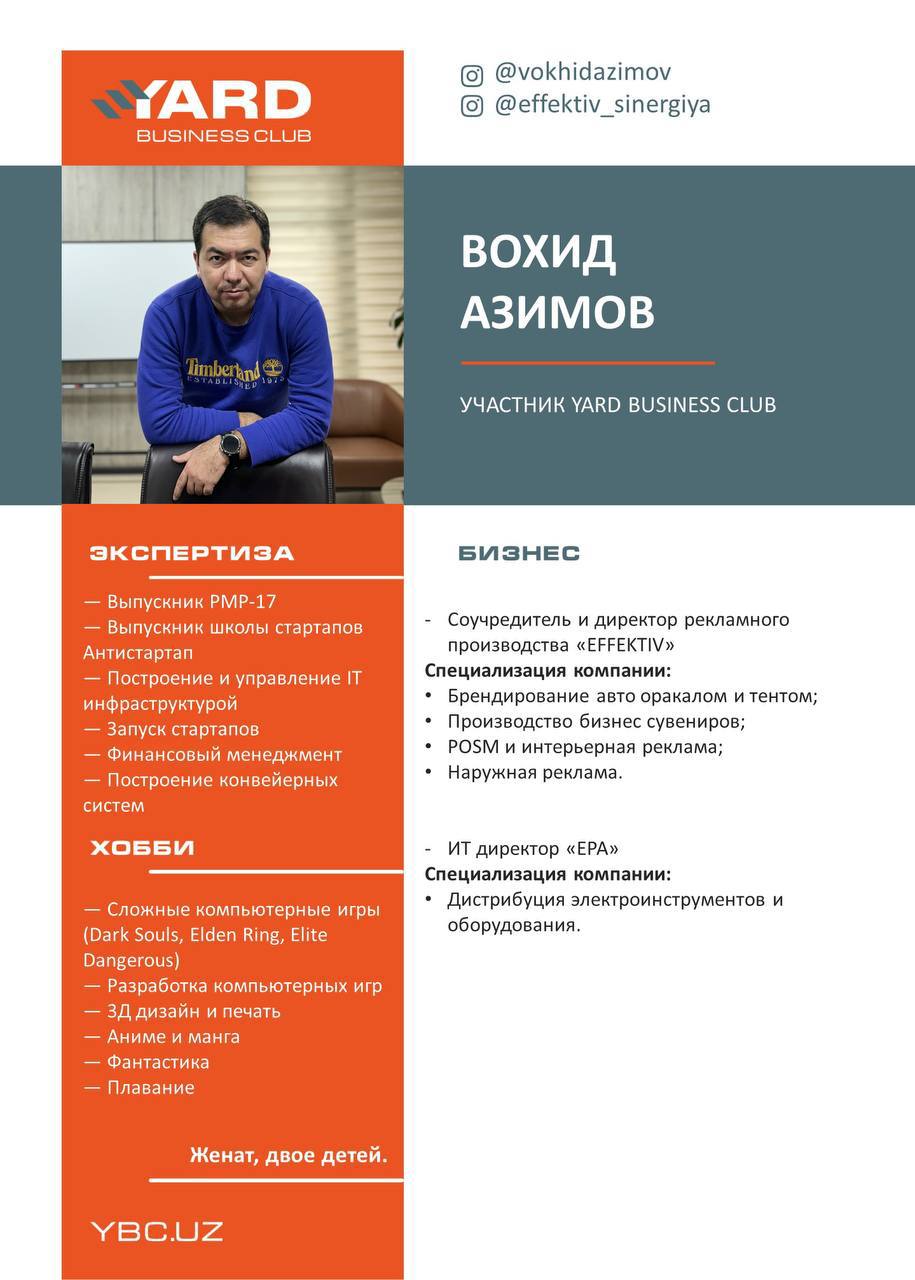 YARD
BUSINESS CLUB
@vokhidazimov
@effektiv_sinergiya
ВОХИД
АЗИМОВ
УЧАСТНИК YARD BUSINESS CLUB
Timberland
ESTABLISHED 1973
ЭКСПЕРТИЗА
— Выпускник PMP-17
— Выпускник школы стартапов
Антистартап
— Построение и управление IT
инфраструктурой
— Запуск стартапов
— Финансовый менеджмент
— Построение конвейерных
систем
ХОББИ
— Сложные компьютерные игры
(Dark Souls, Elden Ring, Elite
Dangerous)
— Разработка компьютерных игр
— 3Д дизайн и печать
— Аниме и манга
— Фантастика
— Плавание
Женат, двое детей.
YBC.UZ
БИЗНЕС
- Соучредитель и директор рекламного
производства «EFFEKTIV»
Специализация компании:
• Брендирование авто оракалом и тентом;
• Производство бизнес сувениров;
• POSM и интерьерная реклама;
• Наружная реклама.
- ИТ директор «EPA»
Специализация компании:
• Дистрибуция электроинструментов и
оборудования.